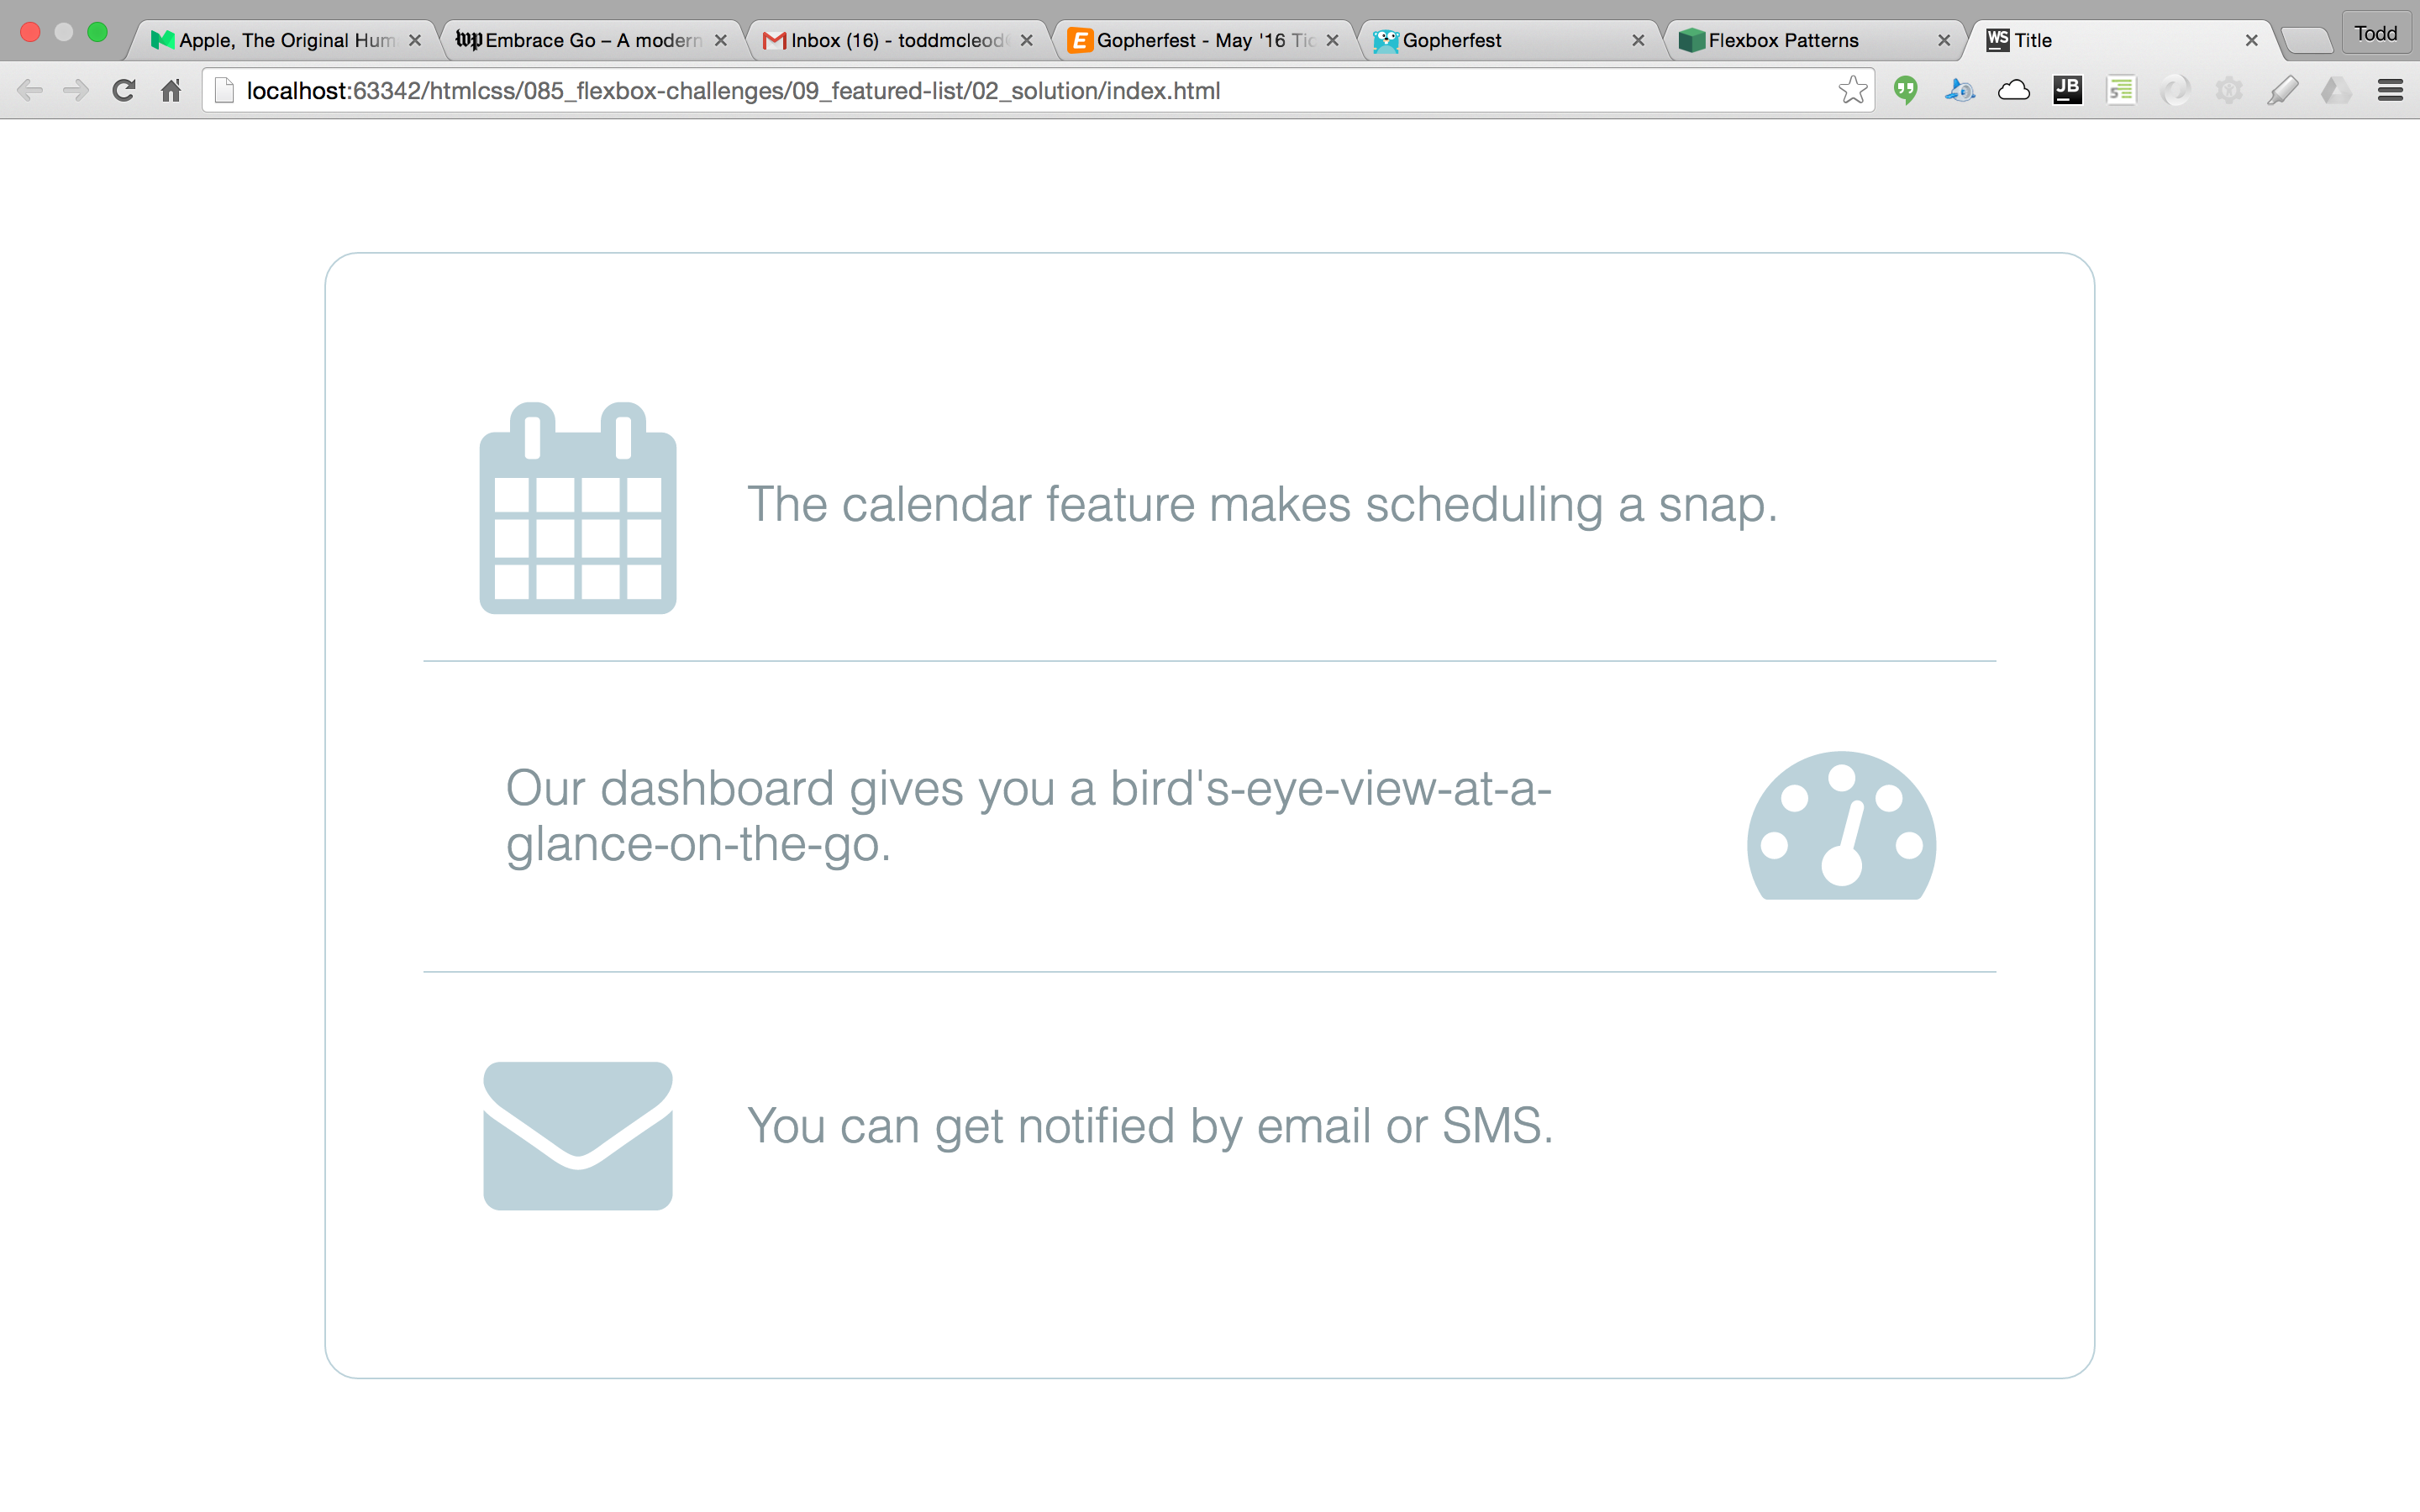 Apple, The Original Hum
Embrace Go – A modern
Inbox (16) - toddmcleod
Gopherfest - May '16 Tic
Gopherfest
Flexbox Patterns
WS Title
Todd
localhost:63342/htmlcss/085_flexbox-challenges/09_featured-list/02_solution/index.html
JB
The calendar feature makes scheduling a snap.
Our dashboard gives you a bird's-eye-view-at-a-
glance-on-the-go.
You can get notified by email or SMS.